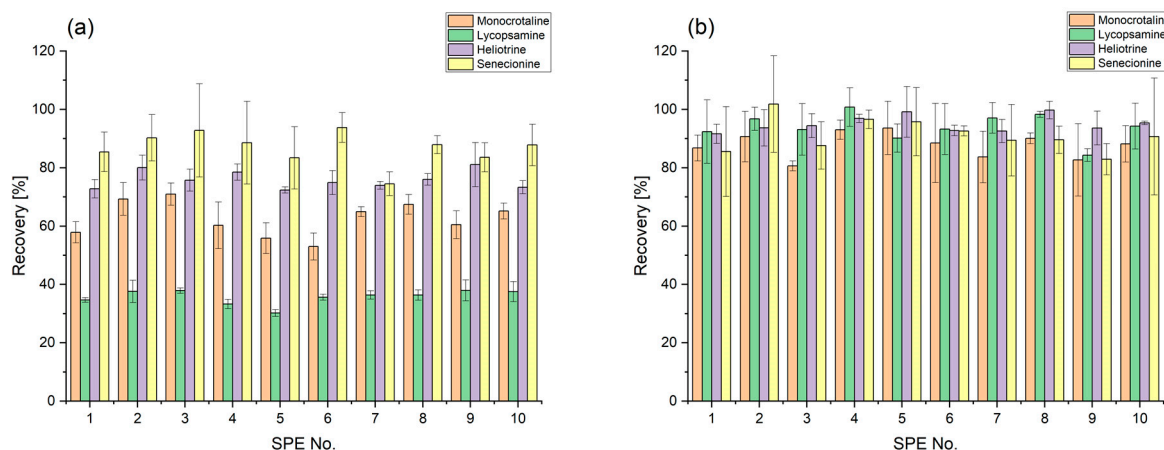 (a)
Monocrotaline
Lycopsamine
Heliotrine
Senecionine
120
100
80
60
40
20
0
Recovery [%]
1 2 3 4 5 6 7 8 9 10
SPE No.
(b)
Monocrotaline
Lycopsamine
Heliotrine
Senecionine
120
100
80
60
40
20
0
Recovery [%]
1 2 3 4 5 6 7 8 9 10
SPE No.